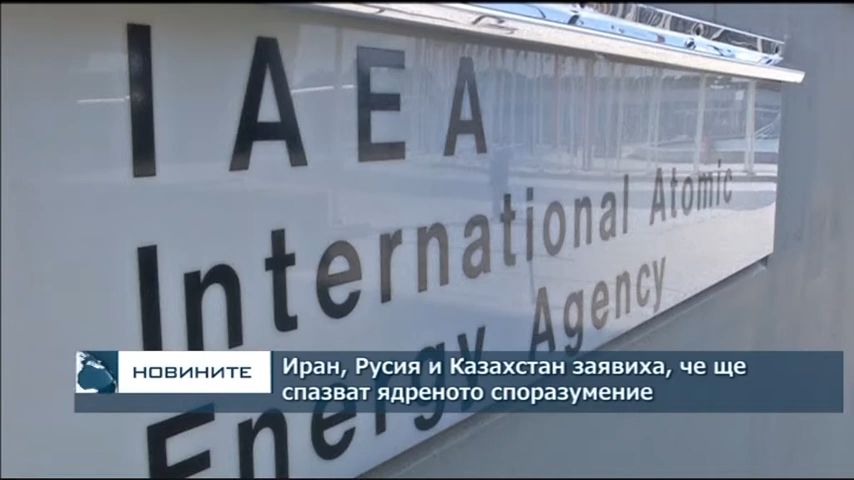 IAEA
International Atomic
Energy Agency
НОВИНИТЕ
Иран, Русия и Казахстан заявиха, че ще
спазват ядреното споразумение